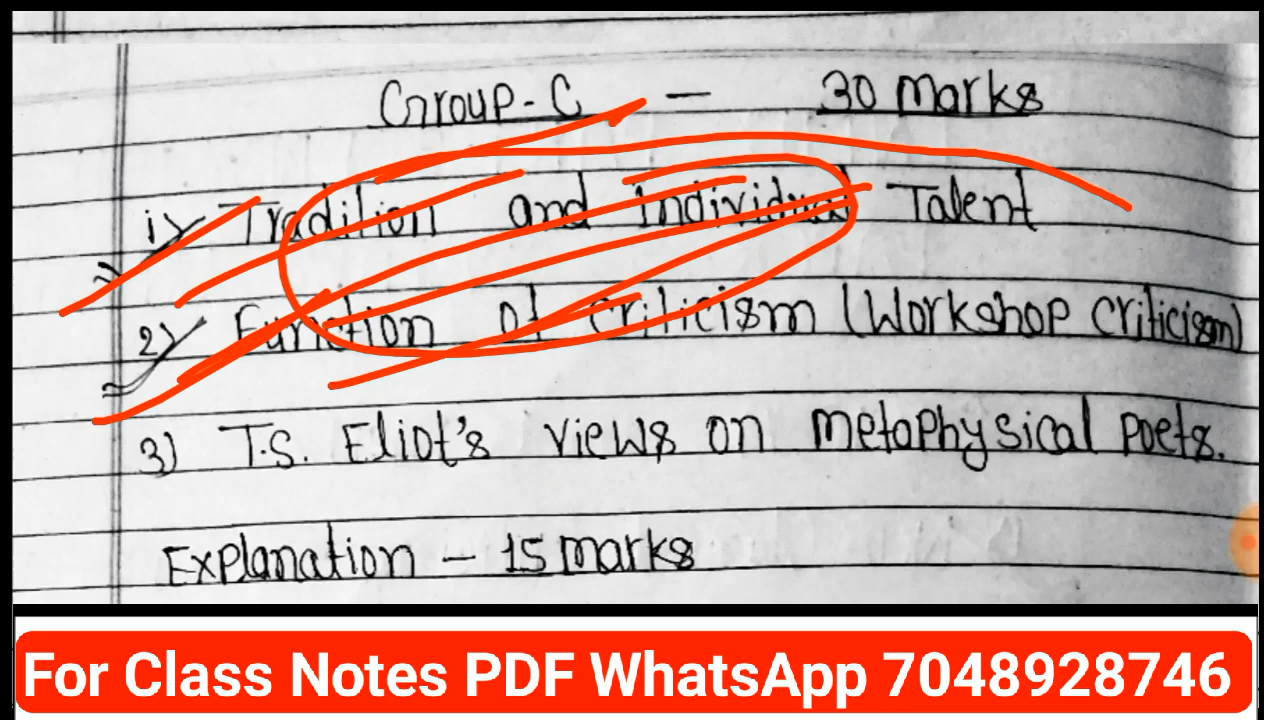 Group-C - 30 marks
1) Tradition and Individual Talent
2) Function of Criticism (Workshop criticism)
3) T.S. Eliot's views on metaphysical poets.
Explanation - 15 marks
For Class Notes PDF WhatsApp 7048928746